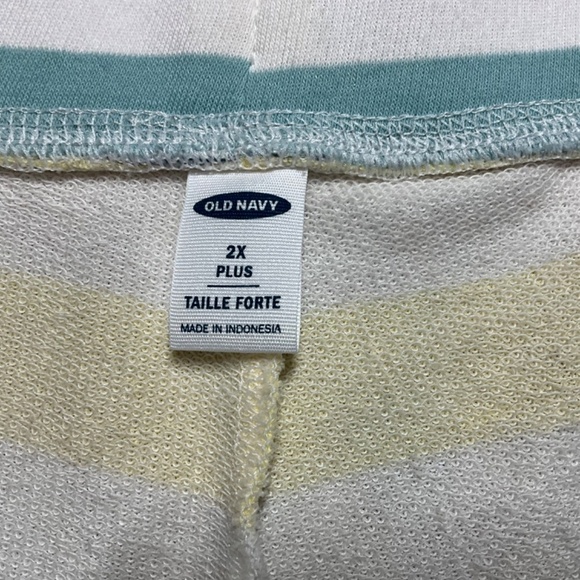 OLD NAVY
2X
PLUS
TAILLE FORTE
MADE IN INDONESIA